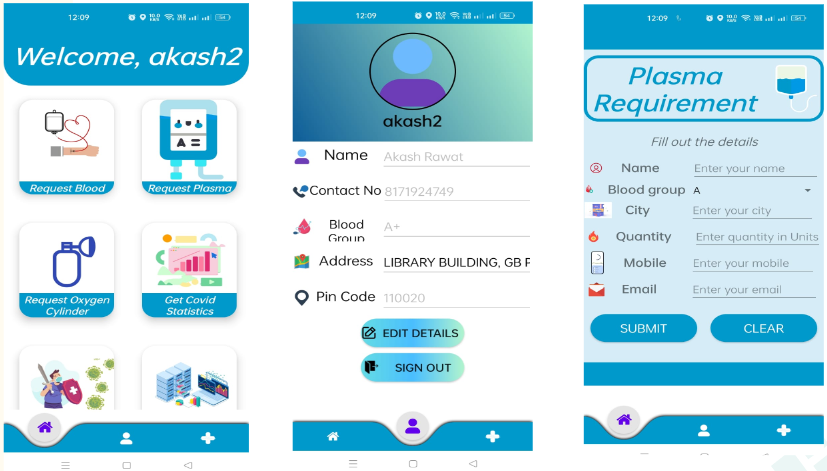 12:09
Welcome, akash2
Request Blood
Request Plasma
Request Oxygen
Cylinder
Get Covid
Statistics
12:09
akash2
Name Akash Rawat
Contact No 8171924749
Blood
Group A+
Address LIBRARY BUILDING, GB F
Pin Code 110020
EDIT DETAILS
SIGN OUT
12:09
Plasma
Requirement
Fill out the details
Name Enter your name
Blood group A
City Enter your city
Quantity Enter quantity in Units
Mobile Enter your mobile
Email Enter your email
SUBMIT CLEAR